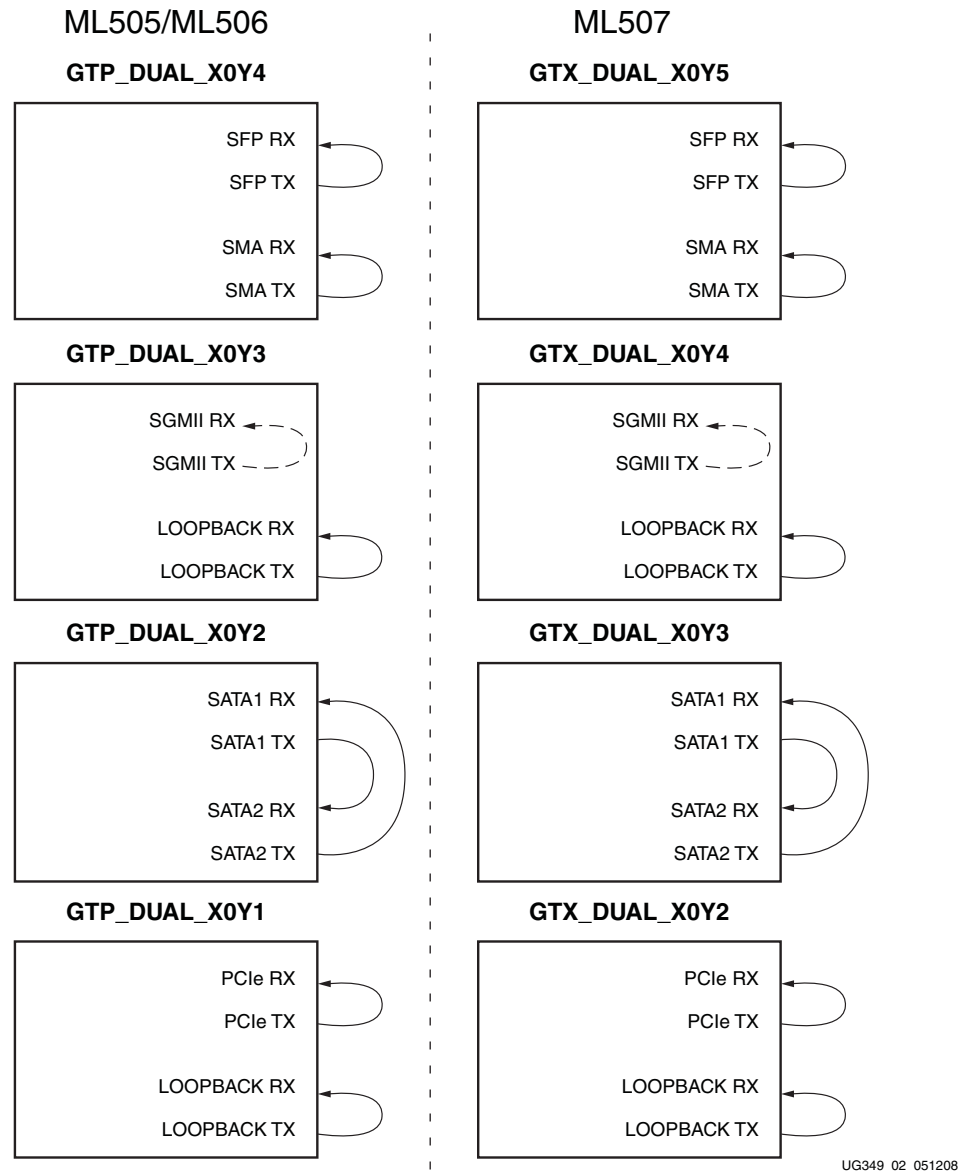 ML505/ML506
GTP_DUAL_X0Y4
SFP RX
SFP TX
SMA RX
SMA TX
GTP_DUAL_X0Y3
SGMII RX
SGMII TX
LOOPBACK RX
LOOPBACK TX
GTP_DUAL_X0Y2
SATA1 RX
SATA1 TX
SATA2 RX
SATA2 TX
GTP_DUAL_X0Y1
PCIe RX
PCIe TX
LOOPBACK RX
LOOPBACK TX
ML507
GTX_DUAL_X0Y5
SFP RX
SFP TX
SMA RX
SMA TX
GTX_DUAL_X0Y4
SGMII RX
SGMII TX
LOOPBACK RX
LOOPBACK TX
GTX_DUAL_X0Y3
SATA1 RX
SATA1 TX
SATA2 RX
SATA2 TX
GTX_DUAL_X0Y2
PCIe RX
PCIe TX
LOOPBACK RX
LOOPBACK TX
UG349_02_051208